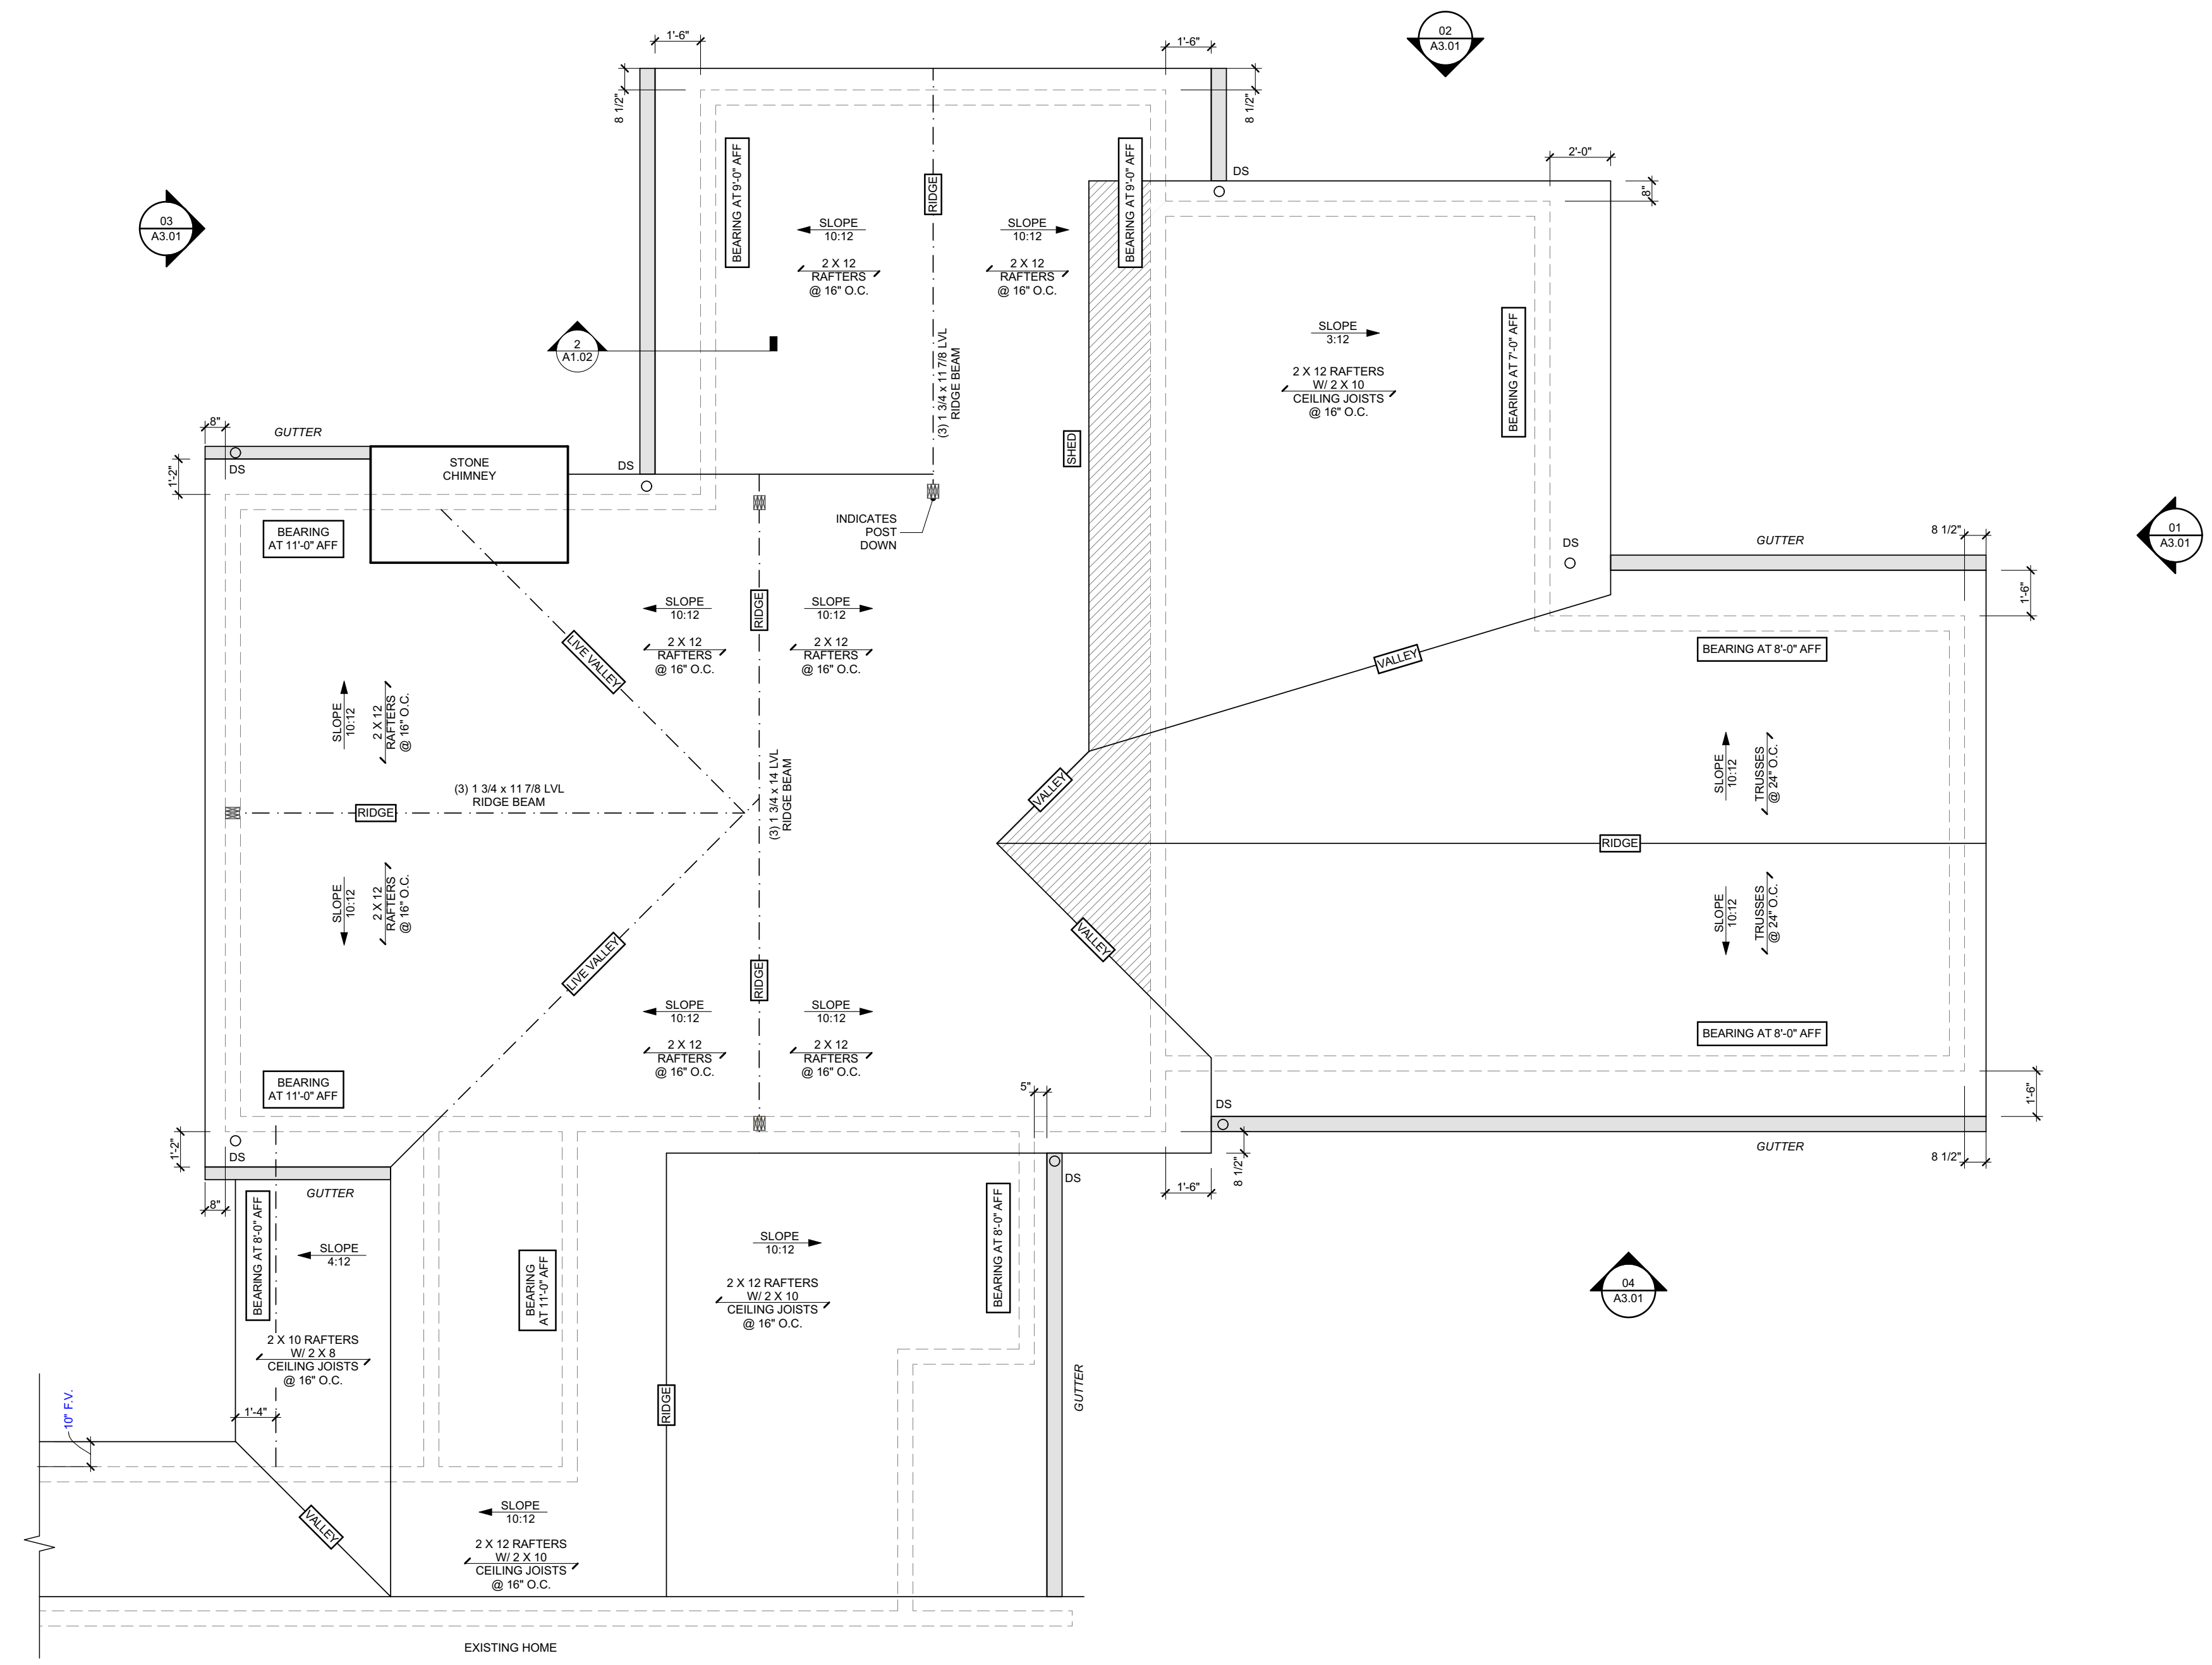 02
A3.01
1'-6"
1'-6"
8 1/2"
8 1/2"
DS
2'-0"
8"
BEARING AT 9'-0" AFF
BEARING AT 9'-0" AFF
RIDGE
03
A3.01
SLOPE
10:12
SLOPE
10:12
2 X 12
RAFTERS
@ 16" O.C.
2 X 12
RAFTERS
@ 16" O.C.
2
A1.02
(3) 1 3/4 x 11 7/8 LVL
RIDGE BEAM
SLOPE
3:12
2 X 12 RAFTERS
W/ 2 X 10
CEILING JOISTS
@ 16" O.C.
BEARING AT 7'-0" AFF
SHED
8"
GUTTER
DS
1'-2"
STONE
CHIMNEY
DS
INDICATES
POST
DOWN
BEARING
AT 11'-0" AFF
DS
GUTTER
8 1/2"
01
A3.01
1'-6"
SLOPE
10:12
RIDGE
SLOPE
10:12
2 X 12
RAFTERS
@ 16" O.C.
2 X 12
RAFTERS
@ 16" O.C.
LIVE VALLEY
VALLEY
BEARING AT 8'-0" AFF
SLOPE
10:12
2 X 12
RAFTERS
@ 16" O.C.
(3) 1 3/4 x 11 7/8 LVL
RIDGE BEAM
RIDGE
(3) 1 3/4 x 14 LVL
RIDGE BEAM
VALLEY
SLOPE
10:12
TRUSSES
@ 24" O.C.
RIDGE
SLOPE
10:12
2 X 12
RAFTERS
@ 16" O.C.
LIVE VALLEY
RIDGE
VALLEY
SLOPE
10:12
TRUSSES
@ 24" O.C.
SLOPE
10:12
SLOPE
10:12
2 X 12
RAFTERS
@ 16" O.C.
2 X 12
RAFTERS
@ 16" O.C.
BEARING AT 8'-0" AFF
BEARING
AT 11'-0" AFF
5"
DS
1'-6"
1'-2"
DS
8"
GUTTER
DS
1'-6"
8 1/2"
GUTTER
8 1/2"
BEARING AT 8'-0" AFF
SLOPE
4:12
BEARING
AT 11'-0" AFF
SLOPE
10:12
2 X 12 RAFTERS
W/ 2 X 10
CEILING JOISTS
@ 16" O.C.
BEARING AT 8'-0" AFF
04
A3.01
2 X 10 RAFTERS
W/ 2 X 8
CEILING JOISTS
@ 16" O.C.
10" F.V.
1'-4"
RIDGE
GUTTER
VALLEY
SLOPE
10:12
2 X 12 RAFTERS
W/ 2 X 10
CEILING JOISTS
@ 16" O.C.
EXISTING HOME